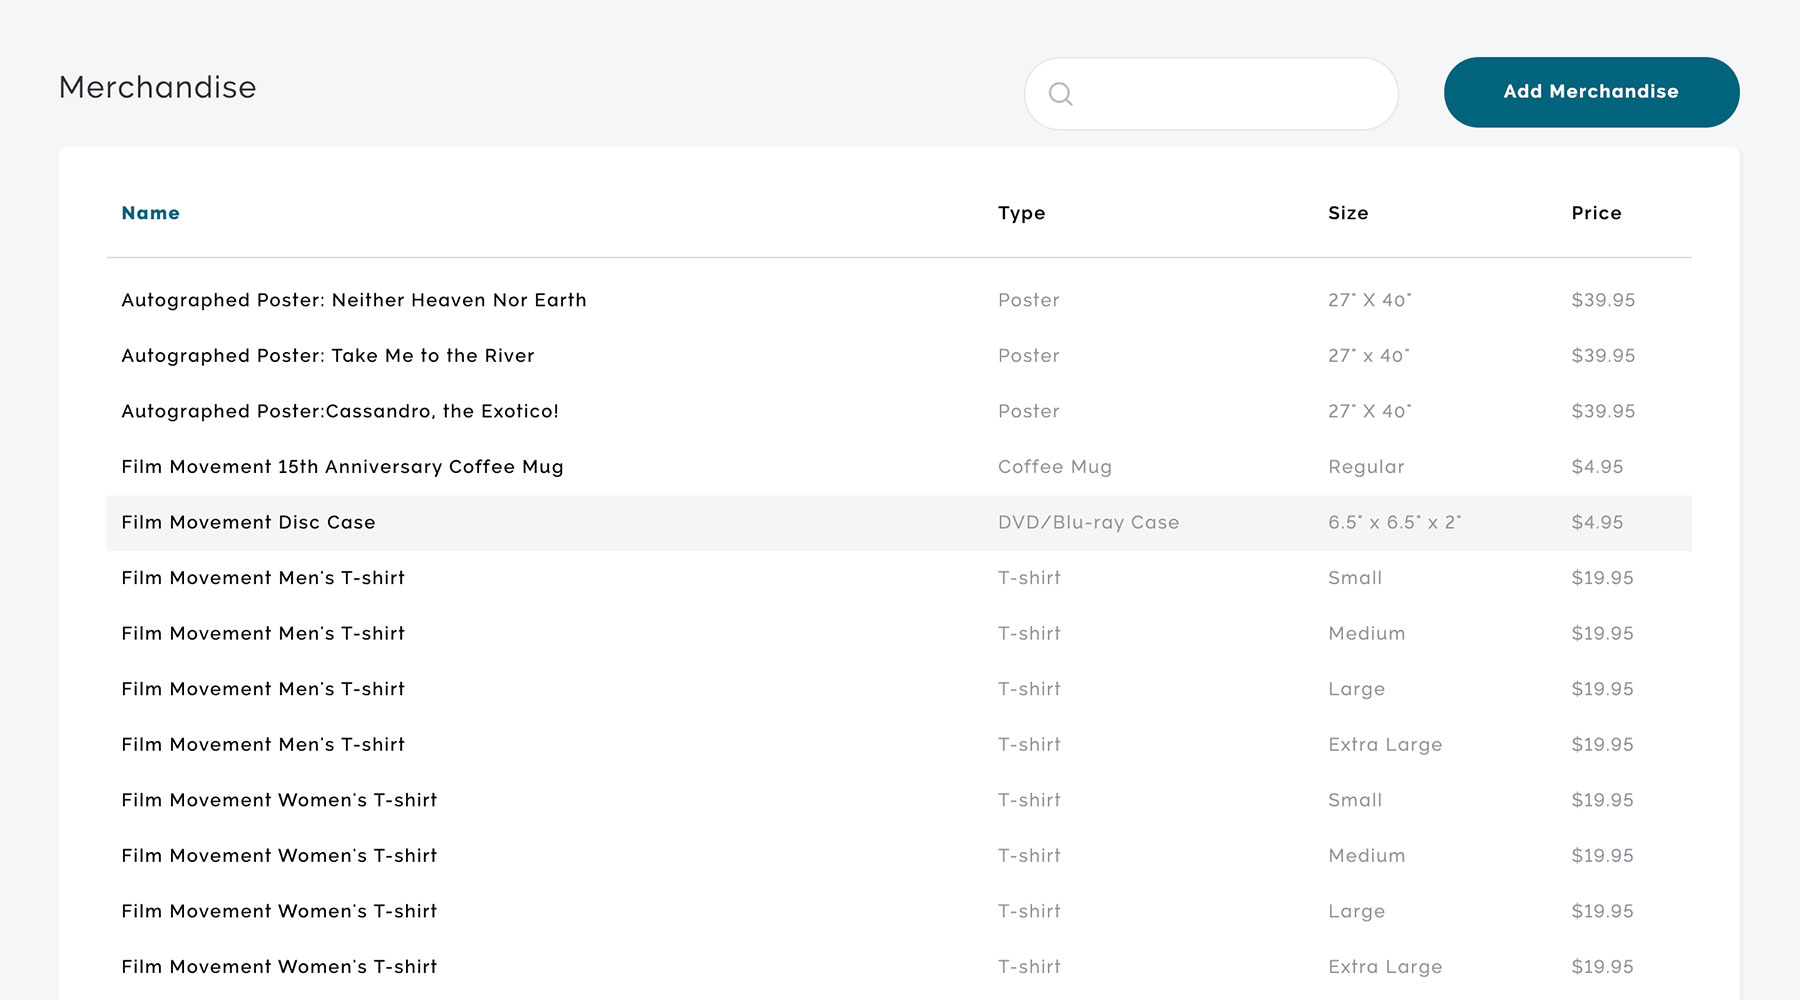 Merchandise
Add Merchandise
Name Type Size Price
Autographed Poster: Neither Heaven Nor Earth Poster 27" X 40" $39.95
Autographed Poster: Take Me to the River Poster 27" x 40" $39.95
Autographed Poster:Cassandro, the Exotico! Poster 27" X 40" $39.95
Film Movement 15th Anniversary Coffee Mug Coffee Mug Regular $4.95
Film Movement Disc Case DVD/Blu-ray Case 6.5" x 6.5" x 2" $4.95
Film Movement Men's T-shirt T-shirt Small $19.95
Film Movement Men's T-shirt T-shirt Medium $19.95
Film Movement Men's T-shirt T-shirt Large $19.95
Film Movement Men's T-shirt T-shirt Extra Large $19.95
Film Movement Women's T-shirt T-shirt Small $19.95
Film Movement Women's T-shirt T-shirt Medium $19.95
Film Movement Women's T-shirt T-shirt Large $19.95
Film Movement Women's T-shirt T-shirt Extra Large $19.95